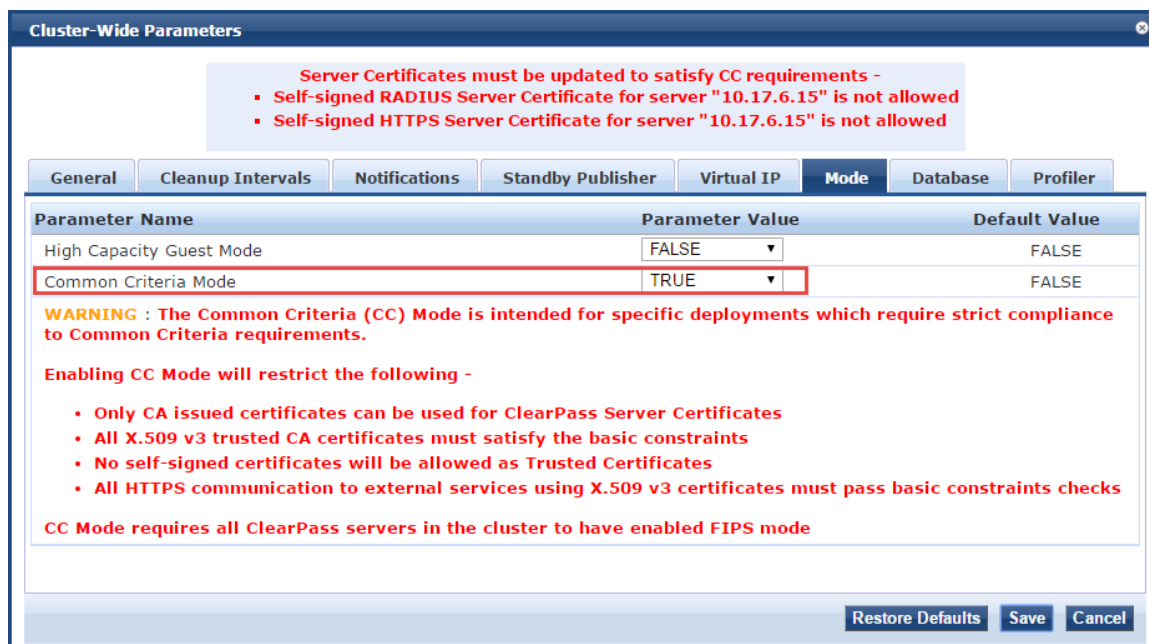 Cluster-Wide Parameters
Server Certificates must be updated to satisfy CC requirements -
Self-signed RADIUS Server Certificate for server "10.17.6.15" is not allowed
Self-signed HTTPS Server Certificate for server "10.17.6.15" is not allowed
General Cleanup Intervals Notifications Standby Publisher Virtual IP Mode Database Profiler
Parameter Name Parameter Value Default Value
High Capacity Guest Mode FALSE FALSE
Common Criteria Mode TRUE FALSE
WARNING : The Common Criteria (CC) Mode is intended for specific deployments which require strict compliance
to Common Criteria requirements.
Enabling CC Mode will restrict the following -
• Only CA issued certificates can be used for ClearPass Server Certificates
• All X.509 v3 trusted CA certificates must satisfy the basic constraints
• No self-signed certificates will be allowed as Trusted Certificates
• All HTTPS communication to external services using X.509 v3 certificates must pass basic constraints checks
CC Mode requires all ClearPass servers in the cluster to have enabled FIPS mode
Restore Defaults Save Cancel